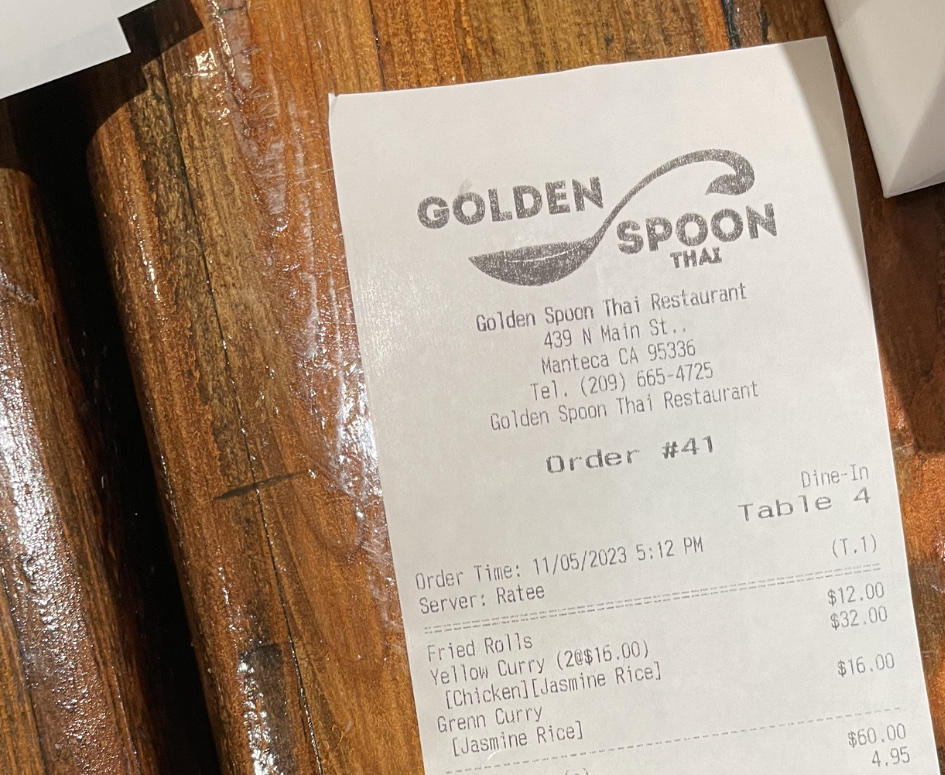 GOLDEN
SPOON
THAI
Golden Spoon Thai Restaurant
439 N Main St..
Manteca CA 95336
Tel. (209) 665-4725
Golden Spoon Thai Restaurant
Order #41
Dine-In
Table 4
Order Time: 11/05/2023 5:12 PM (T.1)
Server: Ratee
Fried Rolls $12.00
Yellow Curry (2@$16.00) $32.00
[Chicken][Jasmine Rice]
Grenn Curry $16.00
[Jasmine Rice]
$60.00
4.95